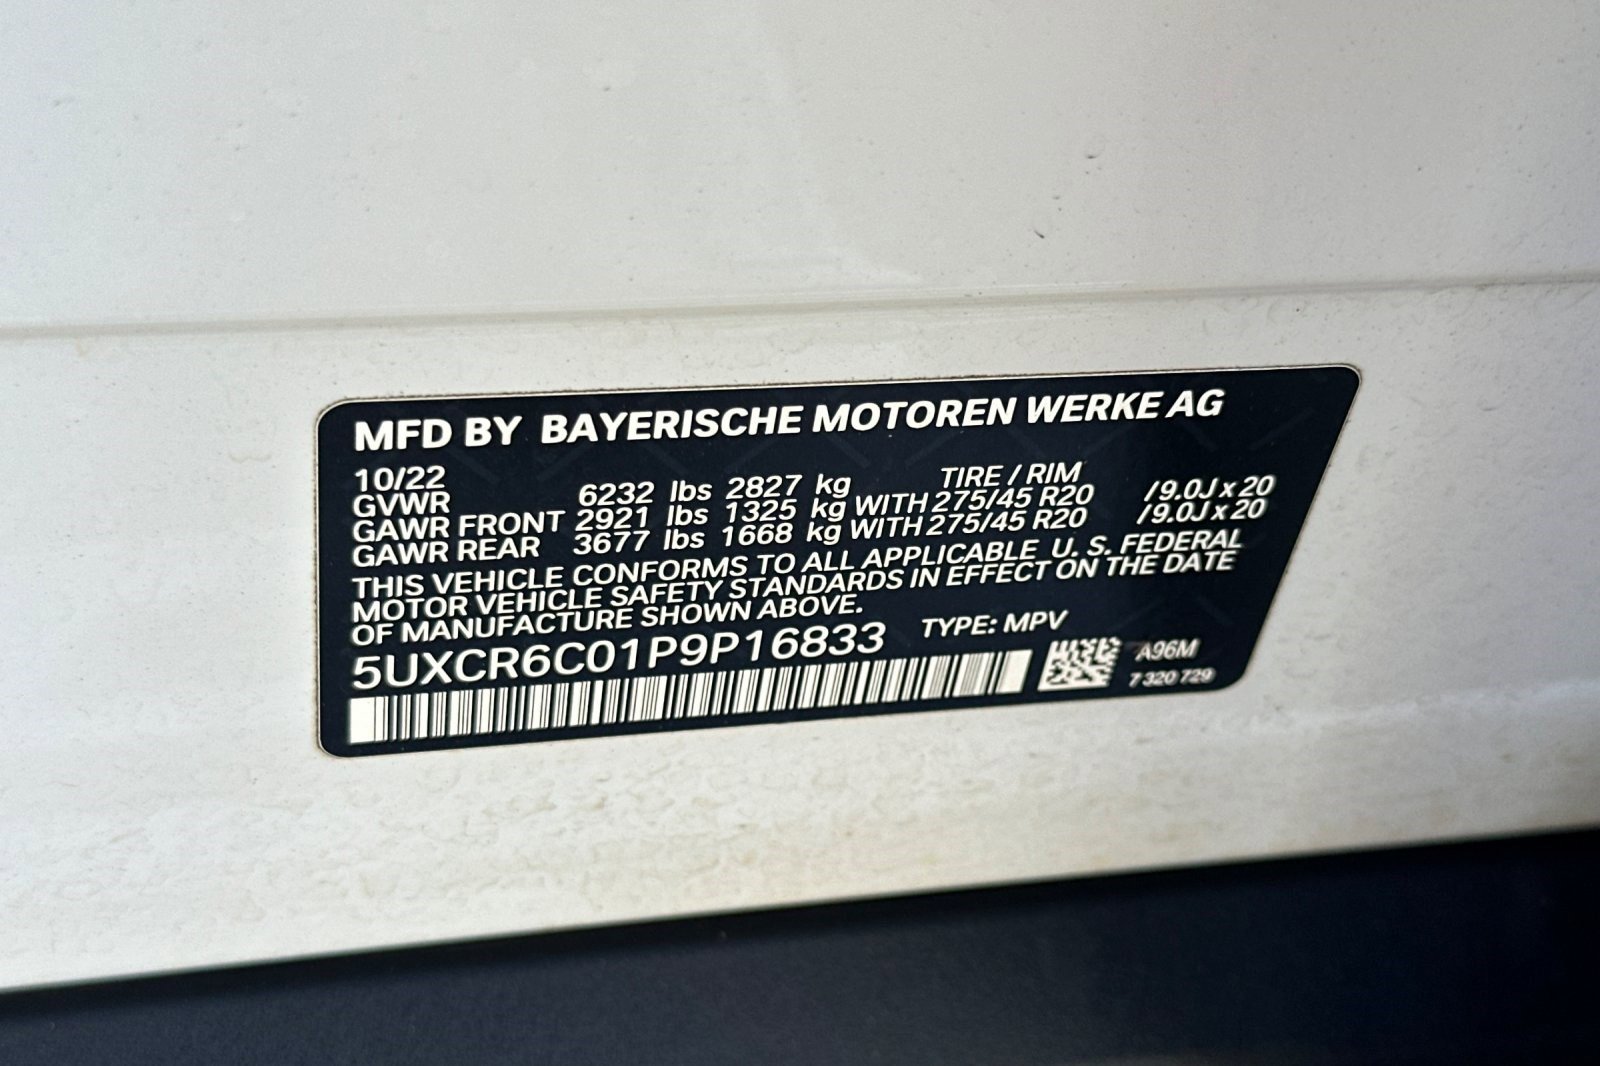 MFD BY BAYERISCHE MOTOREN WERKE AG
10/22 TIRE / RIM
GVWR 6232 lbs 2827 kg
GAWR FRONT 2921 lbs 1325 kg WITH 275/45 R20 /9.0J x 20
GAWR REAR 3677 lbs 1668 kg WITH 275/45 R20 /9.0J x 20
THIS VEHICLE CONFORMS TO ALL APPLICABLE U. S. FEDERAL
MOTOR VEHICLE SAFETY STANDARDS IN EFFECT ON THE DATE
OF MANUFACTURE SHOWN ABOVE.
5UXCR6C01P9P16833 TYPE: MPV
A96M
7 320 729